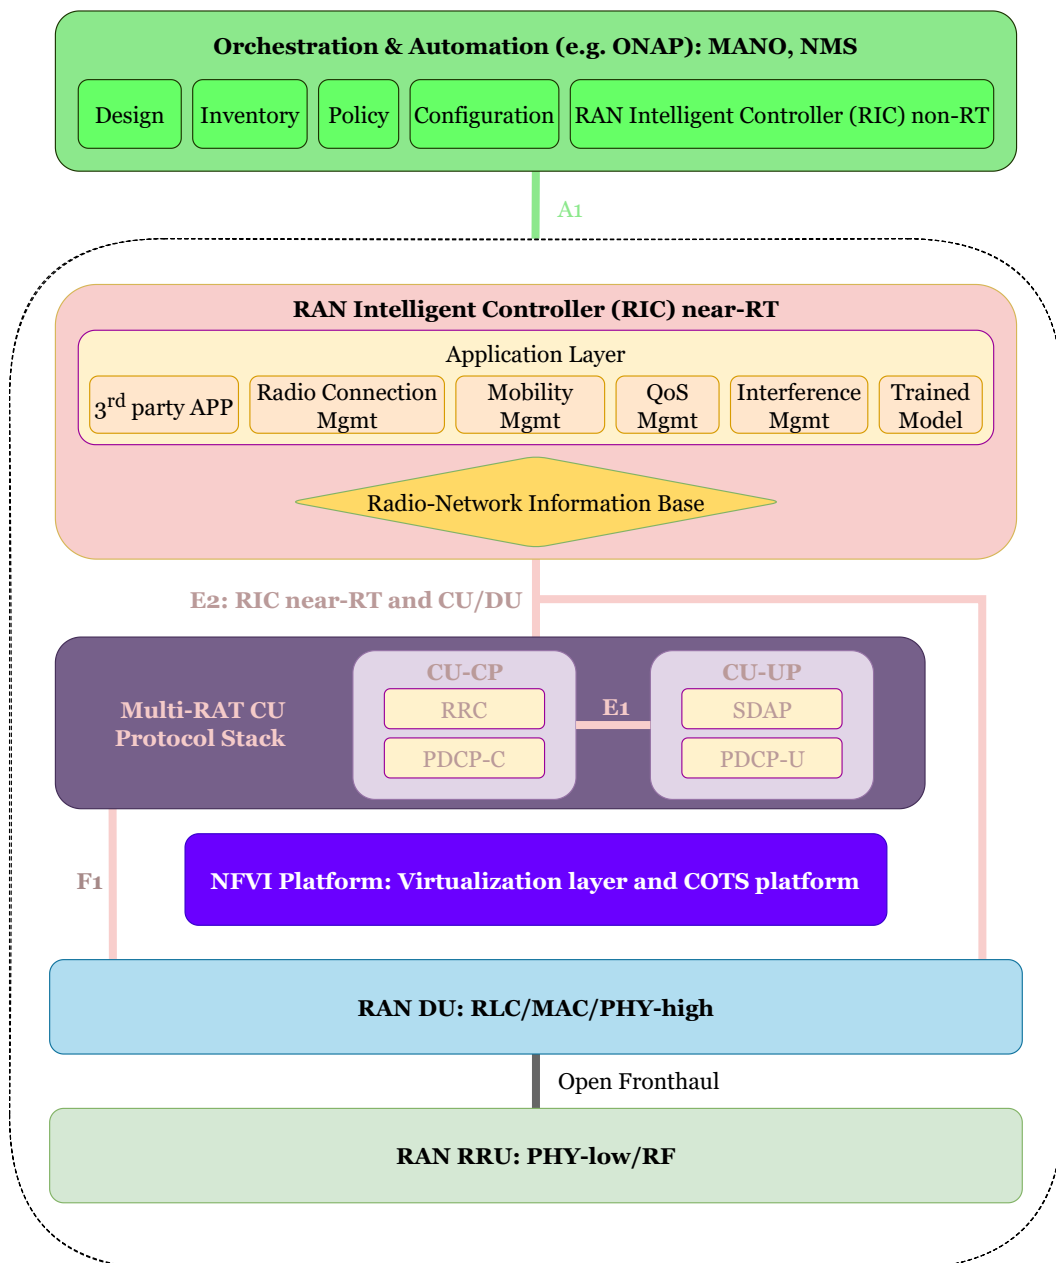 Orchestration & Automation (e.g. ONAP): MANO, NMS
Design
Inventory
Policy
Configuration
RAN Intelligent Controller (RIC) non-RT
A1
RAN Intelligent Controller (RIC) near-RT
Application Layer
3rd party APP
Radio Connection
Mgmt
Mobility
Mgmt
QoS
Mgmt
Interference
Mgmt
Trained
Model
Radio-Network Information Base
E2: RIC near-RT and CU/DU
Multi-RAT CU
Protocol Stack
CU-CP
RRC
PDCP-C
E1
CU-UP
SDAP
PDCP-U
F1
NFVI Platform: Virtualization layer and COTS platform
RAN DU: RLC/MAC/PHY-high
Open Fronthaul
RAN RRU: PHY-low/RF